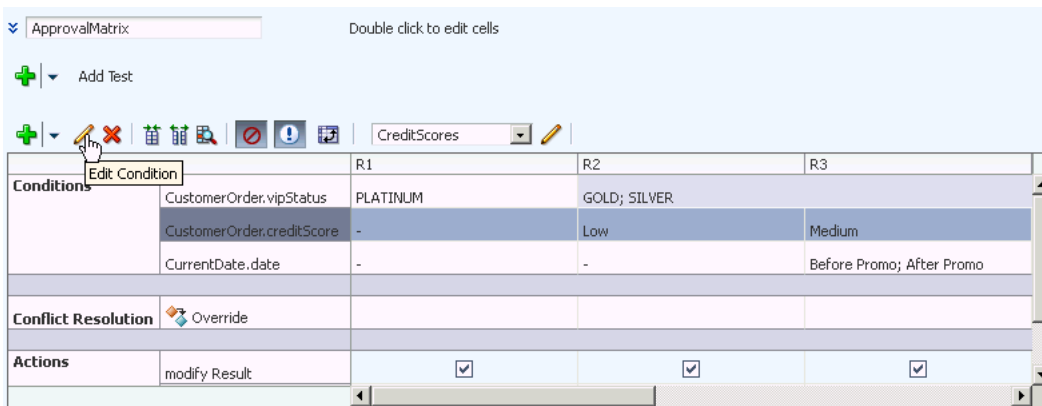 ApprovalMatrix Double click to edit cells
Add Test
CreditScores
R1 R2 R3
Edit Condition
Conditions
CustomerOrder.vipStatus PLATINUM GOLD; SILVER
CustomerOrder.creditScore - Low Medium
CurrentDate.date - - Before Promo; After Promo
Conflict Resolution Override
Actions
modify Result